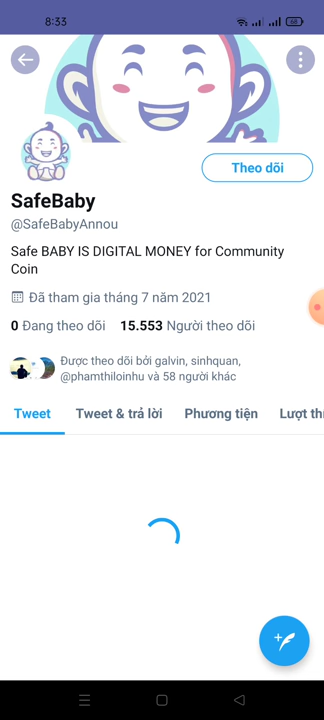 8:33
68
Theo dõi
SafeBaby
@SafeBabyAnnou
Safe BABY IS DIGITAL MONEY for Community
Coin
Đã tham gia tháng 7 năm 2021
0 Đang theo dõi 15.553 Người theo dõi
Được theo dõi bởi galvin, sinhquan,
@phamthiloinhu và 58 người khác
Tweet Tweet & trả lời Phương tiện Lượt thí